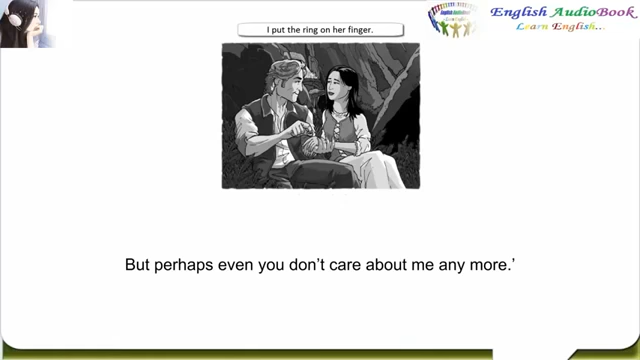 I put the ring on her finger.
English AudioBook
Learn English...
But perhaps even you don't care about me any more.'